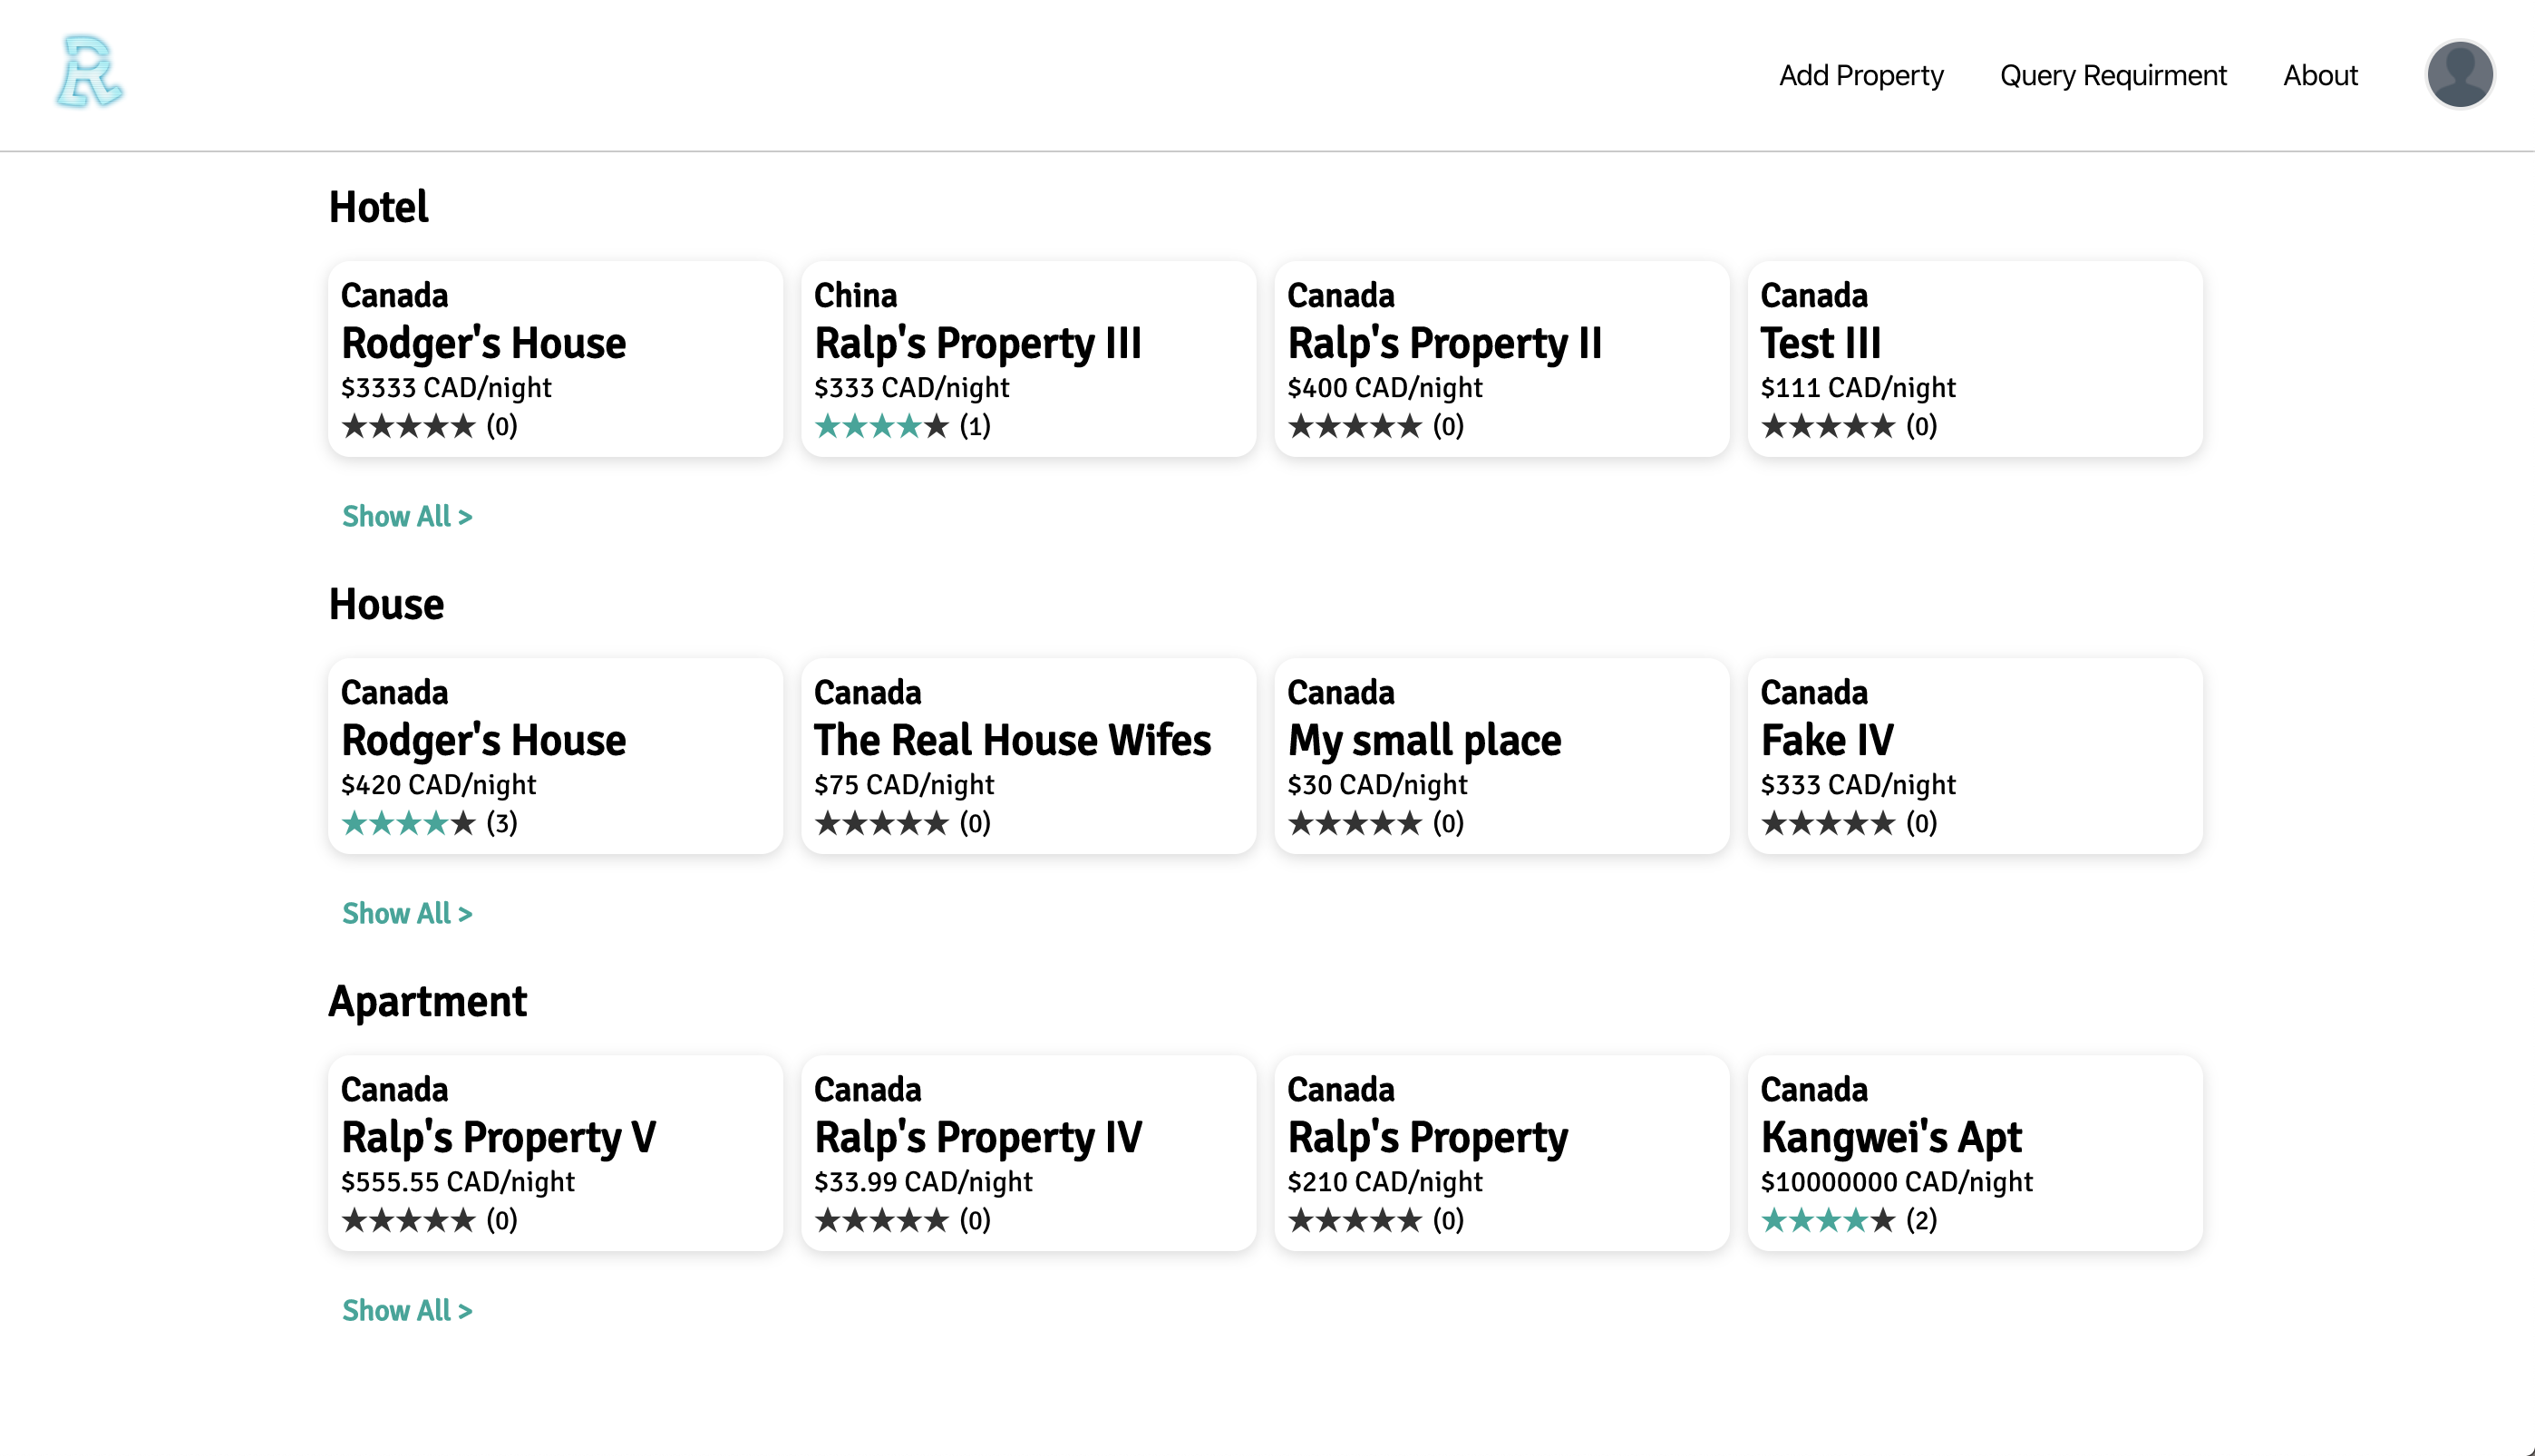 R
Add Property
Query Requirment
About
Hotel
Canada
Rodger's House
$3333 CAD/night
★★★★★ (0)
China
Ralp's Property III
$333 CAD/night
★★★★★ (1)
Canada
Ralp's Property II
$400 CAD/night
★★★★★ (0)
Canada
Test III
$111 CAD/night
★★★★★ (0)
Show All >
House
Canada
Rodger's House
$420 CAD/night
★★★★★ (3)
Canada
The Real House Wifes
$75 CAD/night
★★★★★ (0)
Canada
My small place
$30 CAD/night
★★★★★ (0)
Canada
Fake IV
$333 CAD/night
★★★★★ (0)
Show All >
Apartment
Canada
Ralp's Property V
$555.55 CAD/night
★★★★★ (0)
Canada
Ralp's Property IV
$33.99 CAD/night
★★★★★ (0)
Canada
Ralp's Property
$210 CAD/night
★★★★★ (0)
Canada
Kangwei's Apt
$10000000 CAD/night
★★★★★ (2)
Show All >